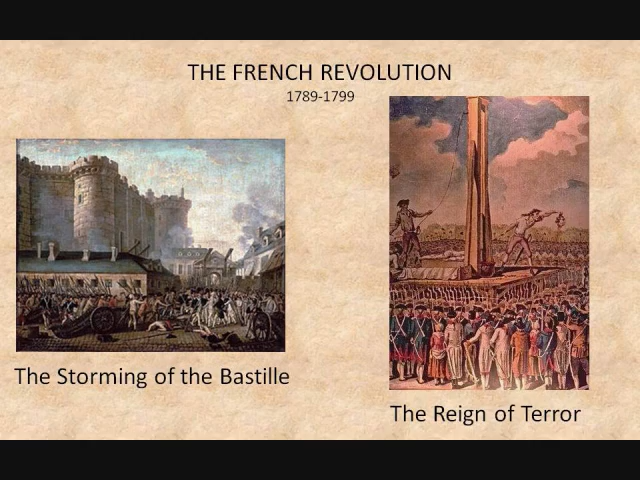 THE FRENCH REVOLUTION
1789-1799
The Storming of the Bastille
The Reign of Terror